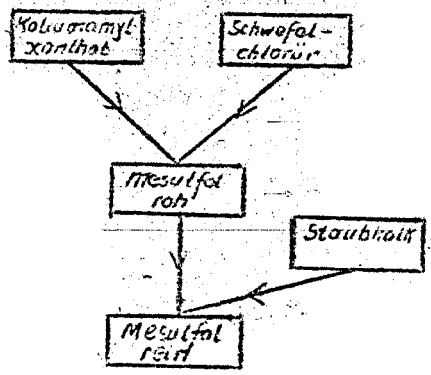 Kaliumamyl
xanthat
Schwefel-
chlorür
Mesulfol
roh
Staubkalk
Mesulfol
rein